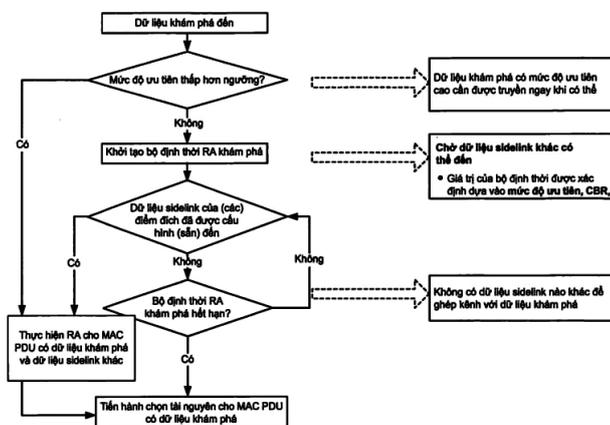 Dữ liệu khám phá đến
Mức độ ưu tiên thấp hơn ngưỡng?
Dữ liệu khám phá có mức độ ưu tiên
cao cần được truyền ngay khi có thể
Có
Không
Khởi tạo bộ định thời RA khám phá
Chờ dữ liệu sidelink khác có
thể đến
• Giá trị của bộ định thời được xác
định dựa vào mức độ ưu tiên, CBR,
Dữ liệu sidelink của (các)
điểm đích đã được cấu
hình (sẵn) đến
Có
Không
Không
Bộ định thời RA
khám phá hết hạn?
Không có dữ liệu sidelink nào khác để
ghép kênh với dữ liệu khám phá
Thực hiện RA cho MAC
PDU có dữ liệu khám phá
và dữ liệu sidelink khác
Có
Tiến hành chọn tài nguyên cho MAC PDU
có dữ liệu khám phá